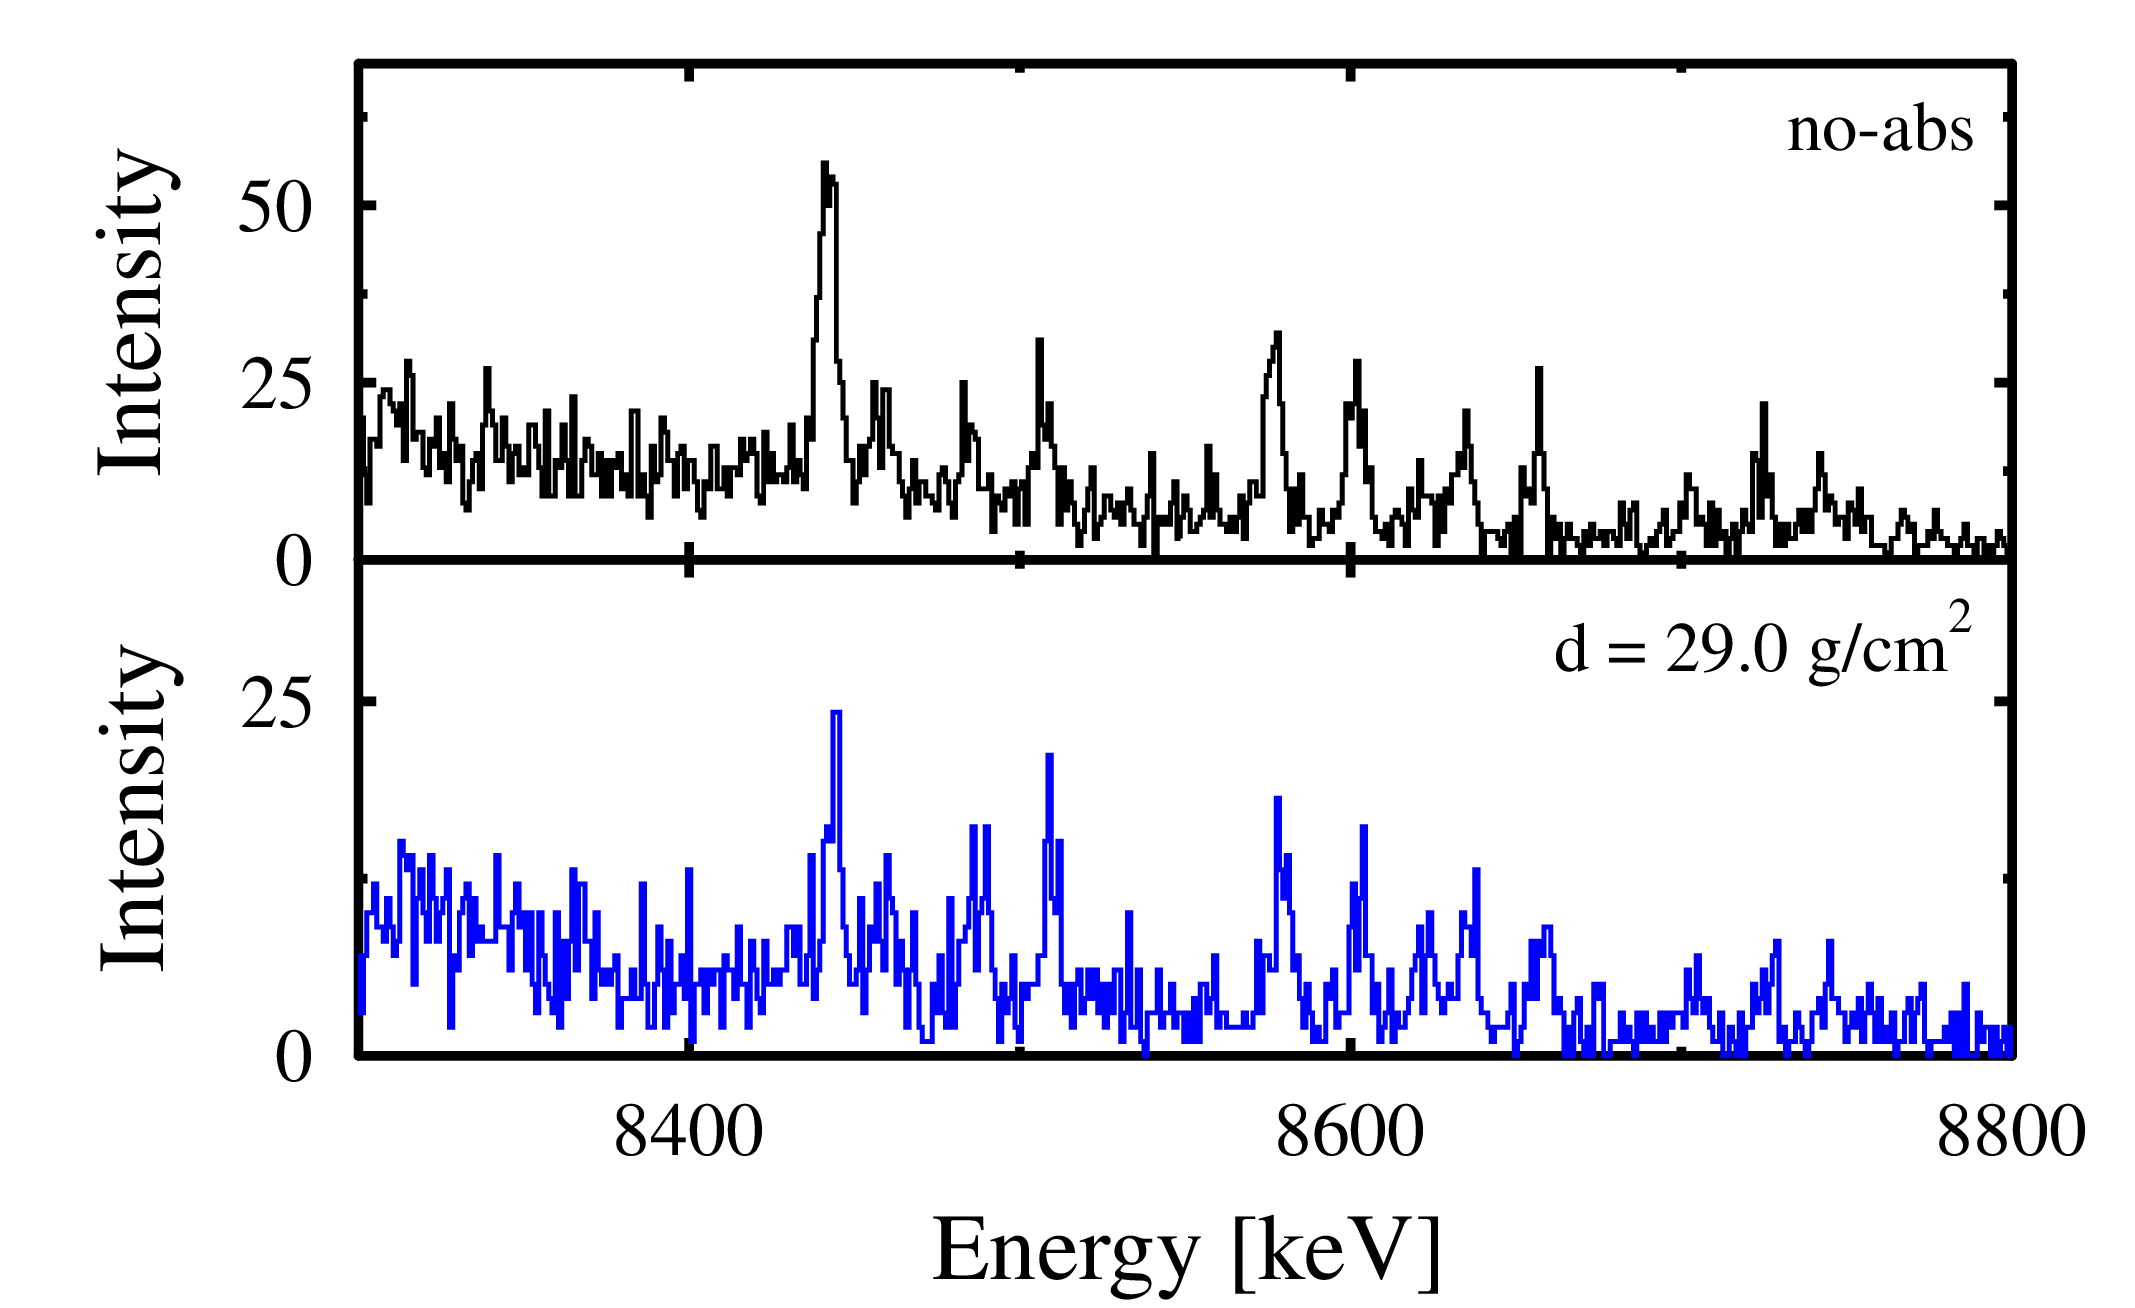 no-abs
Intensity
50
25
0
d = 29.0 g/cm²
Intensity
25
0
8400 8600 8800
Energy [keV]